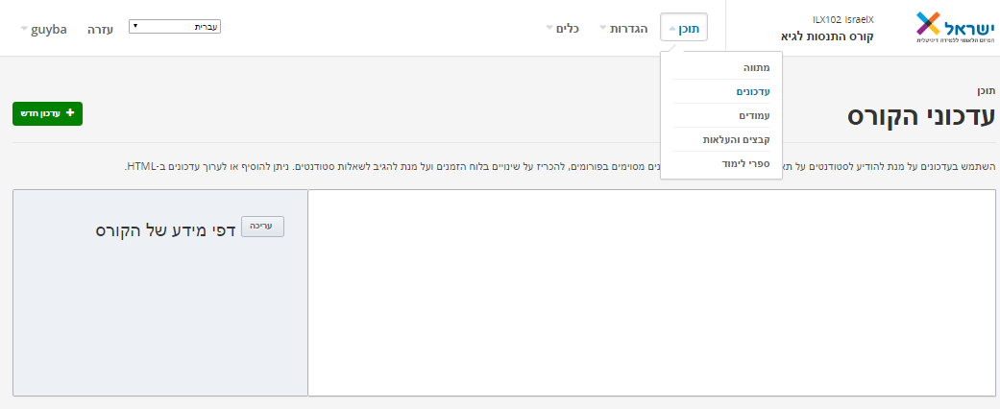 ישראל
המיזם הלאומי ללמידה דיגיטלית
ILX102 IsraelX
קורס התנסות לגיא
תוכן
הגדרות
כלים
עברית
עזרה
guyba
מתווה
עדכונים
עמודים
קבצים והעלאות
ספרי לימוד
תוכן
עדכוני הקורס
עדכון חדש
השתמש בעדכונים על מנת להודיע לסטודנטים על
נים מסוימים בפורומים, להכריז על שינויים בלוח הזמנים ועל מנת להגיב לשאלות סטודנטים. ניתן להוסיף או לערוך עדכונים ב-HTML.
עריכה
דפי מידע של הקורס